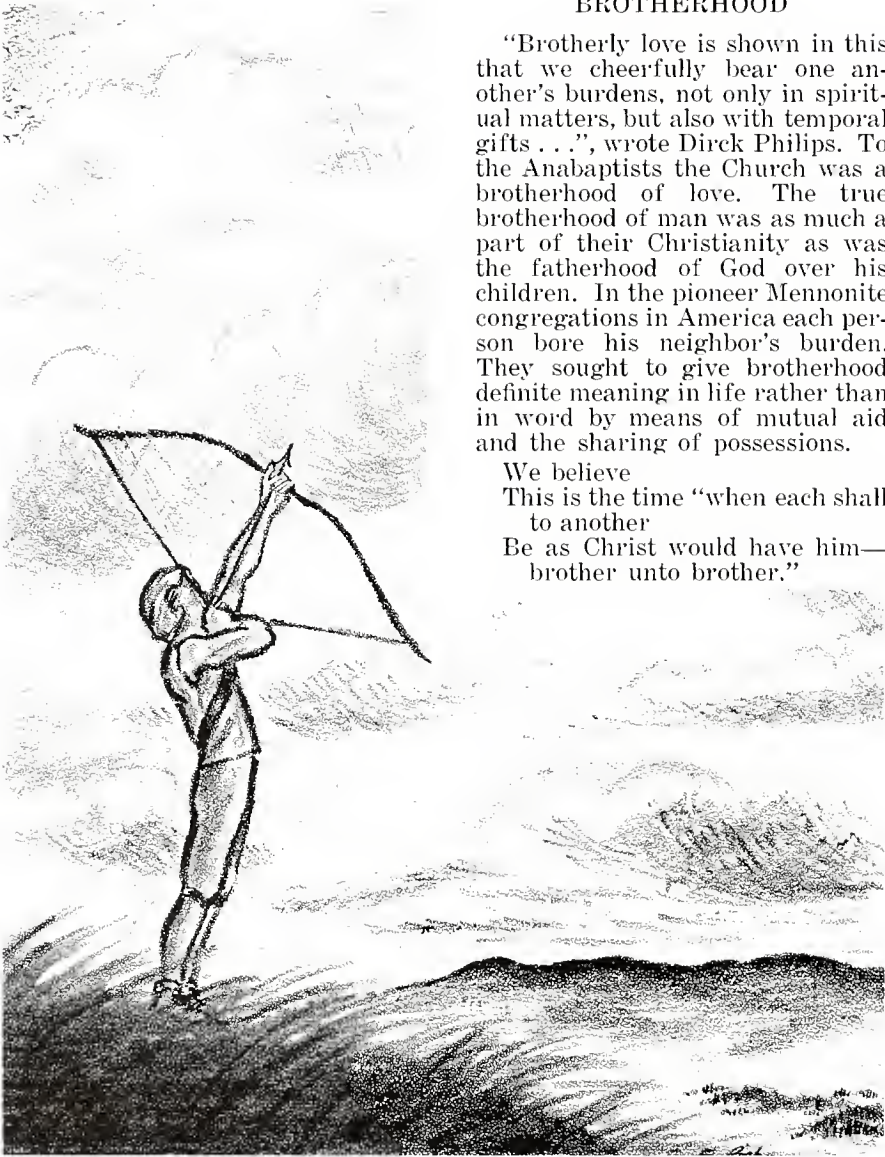 BROTHERHOOD
"Brotherly love is shown in this
that we cheerfully bear one an-
other's burdens, not only in spirit-
ual matters, but also with temporal
gifts . . .", wrote Dirck Philips. To
the Anabaptists the Church was a
brotherhood of love. The true
brotherhood of man was as much a
part of their Christianity as was
the fatherhood of God over his
children. In the pioneer Mennonite
congregations in America each per-
son bore his neighbor's burden.
They sought to give brotherhood
definite meaning in life rather than
in word by means of mutual aid
and the sharing of possessions.
We believe
This is the time "when each shall
to another
Be as Christ would have him—
brother unto brother."